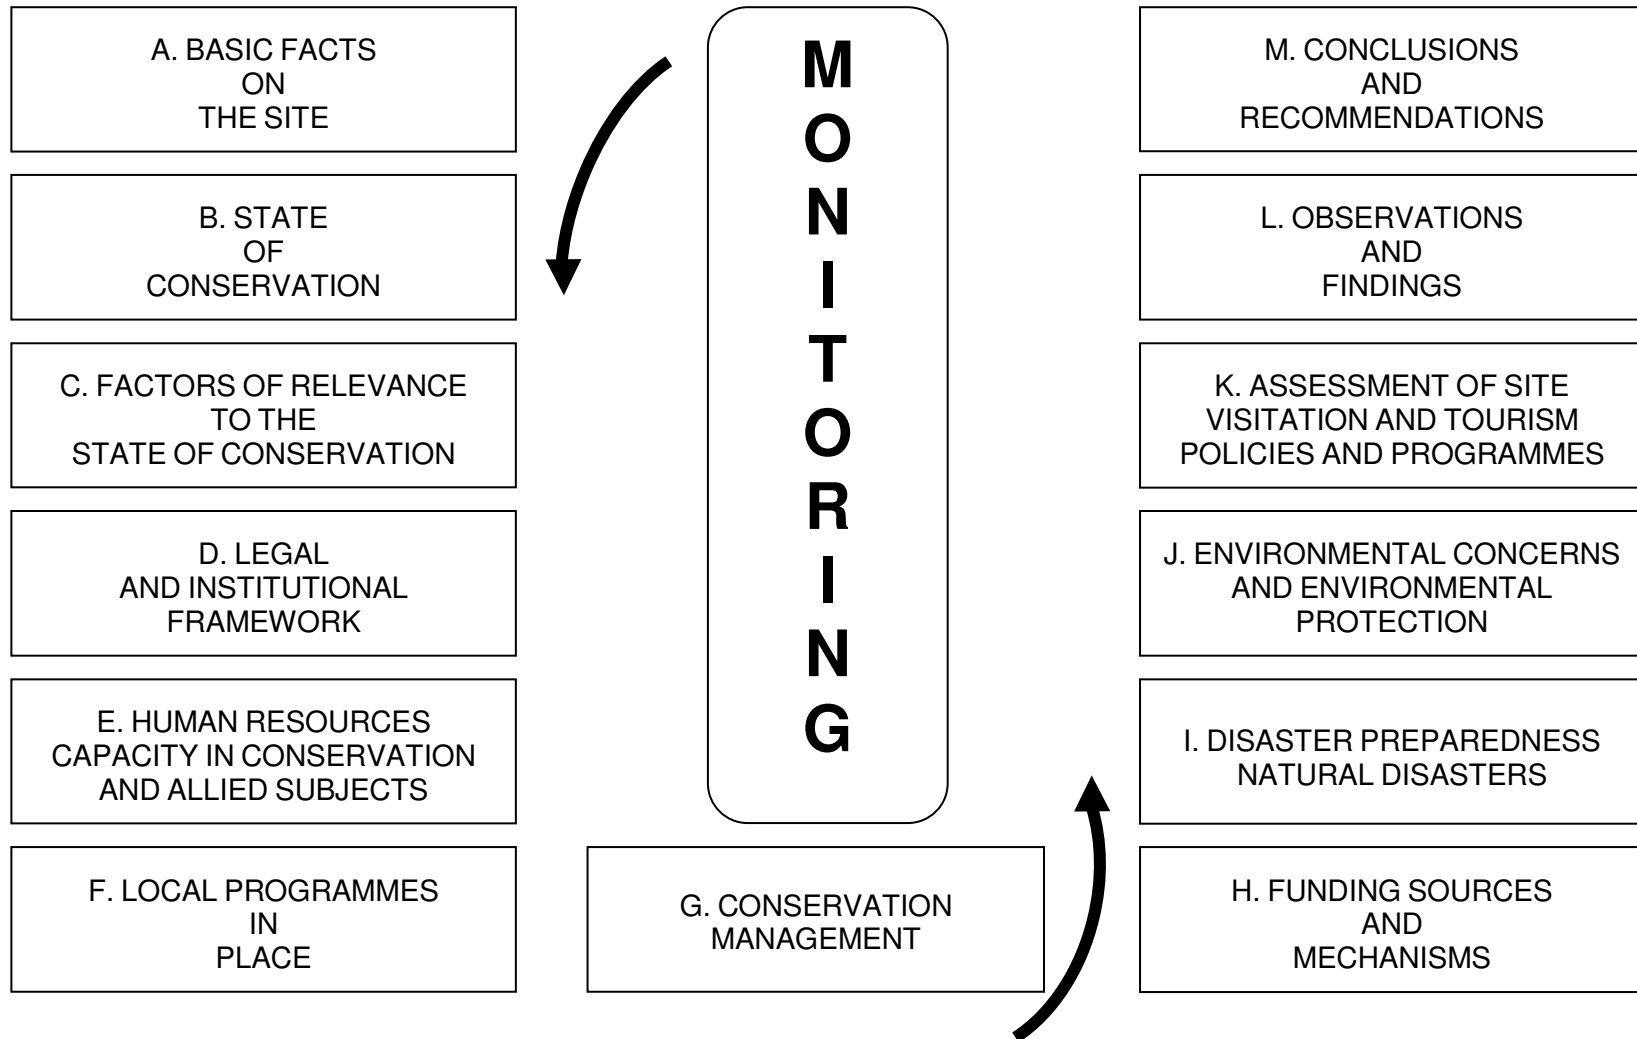 A. BASIC FACTS
ON
THE SITE
B. STATE
OF
CONSERVATION
C. FACTORS OF RELEVANCE
TO THE
STATE OF CONSERVATION
D. LEGAL
AND INSTITUTIONAL
FRAMEWORK
E. HUMAN RESOURCES
CAPACITY IN CONSERVATION
AND ALLIED SUBJECTS
F. LOCAL PROGRAMMES
IN
PLACE
M
O
N
I
T
O
R
I
N
G
G. CONSERVATION
MANAGEMENT
M. CONCLUSIONS
AND
RECOMMENDATIONS
L. OBSERVATIONS
AND
FINDINGS
K. ASSESSMENT OF SITE
VISITATION AND TOURISM
POLICIES AND PROGRAMMES
J. ENVIRONMENTAL CONCERNS
AND ENVIRONMENTAL
PROTECTION
I. DISASTER PREPAREDNESS
NATURAL DISASTERS
H. FUNDING SOURCES
AND
MECHANISMS